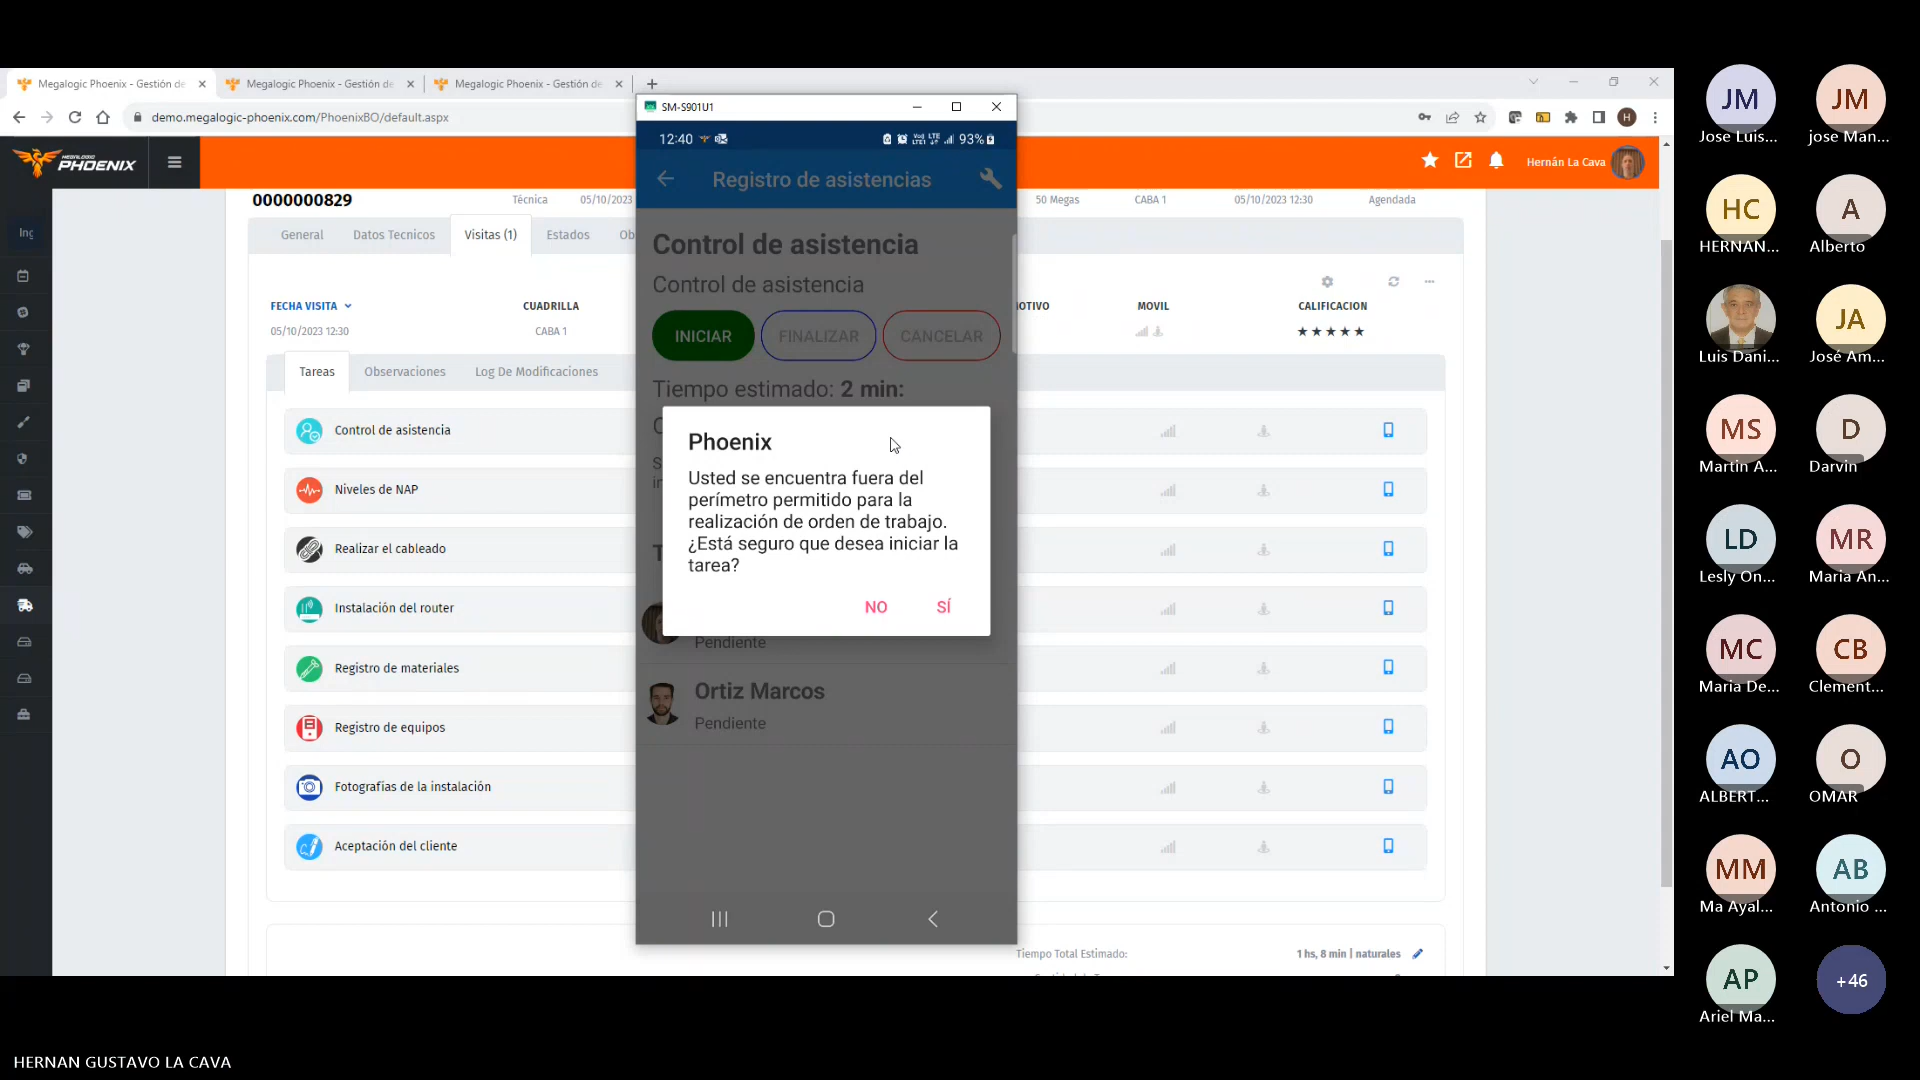 Megalogic Phoenix - Gestión de
Megalogic Phoenix - Gestión de
Megalogic Phoenix - Gestión de
demo.megalogic-phoenix.com/PhoenixBO/default.aspx
H
MEGALOGIC
PHOENIX
Hernán La Cava
Ing
0000000829
Técnica
05/10/2023
50 Megas
CABA 1
05/10/2023 12:30
Agendada
General
Datos Tecnicos
Visitas (1)
Estados
Ob
FECHA VISITA
CUADRILLA
OTIVO
MOVIL
CALIFICACION
05/10/2023 12:30
CABA 1
Tareas
Observaciones
Log De Modificaciones
Control de asistencia
Niveles de NAP
Realizar el cableado
Instalación del router
Registro de materiales
Registro de equipos
Fotografías de la instalación
Aceptación del cliente
Tiempo Total Estimado:
1 hs, 8 min | naturales
SM-S901U1
12:40
93%
Registro de asistencias
Control de asistencia
Control de asistencia
INICIAR
FINALIZAR
CANCELAR
Tiempo estimado: 2 min:
Phoenix
Usted se encuentra fuera del
perímetro permitido para la
realización de orden de trabajo.
¿Está seguro que desea iniciar la
tarea?
NO
SÍ
Pendiente
Ortiz Marcos
Pendiente
JM
Jose Luis...
JM
jose Man...
HC
HERNAN...
A
Alberto
Luis Dani...
JA
José Am...
MS
Martin A...
D
Darvin
LD
Lesly On...
MR
Maria An...
MC
Maria De...
CB
Clement...
AO
ALBERT...
O
OMAR
MM
Ma Ayal...
AB
Antonio ...
AP
Ariel Ma...
+46
HERNAN GUSTAVO LA CAVA